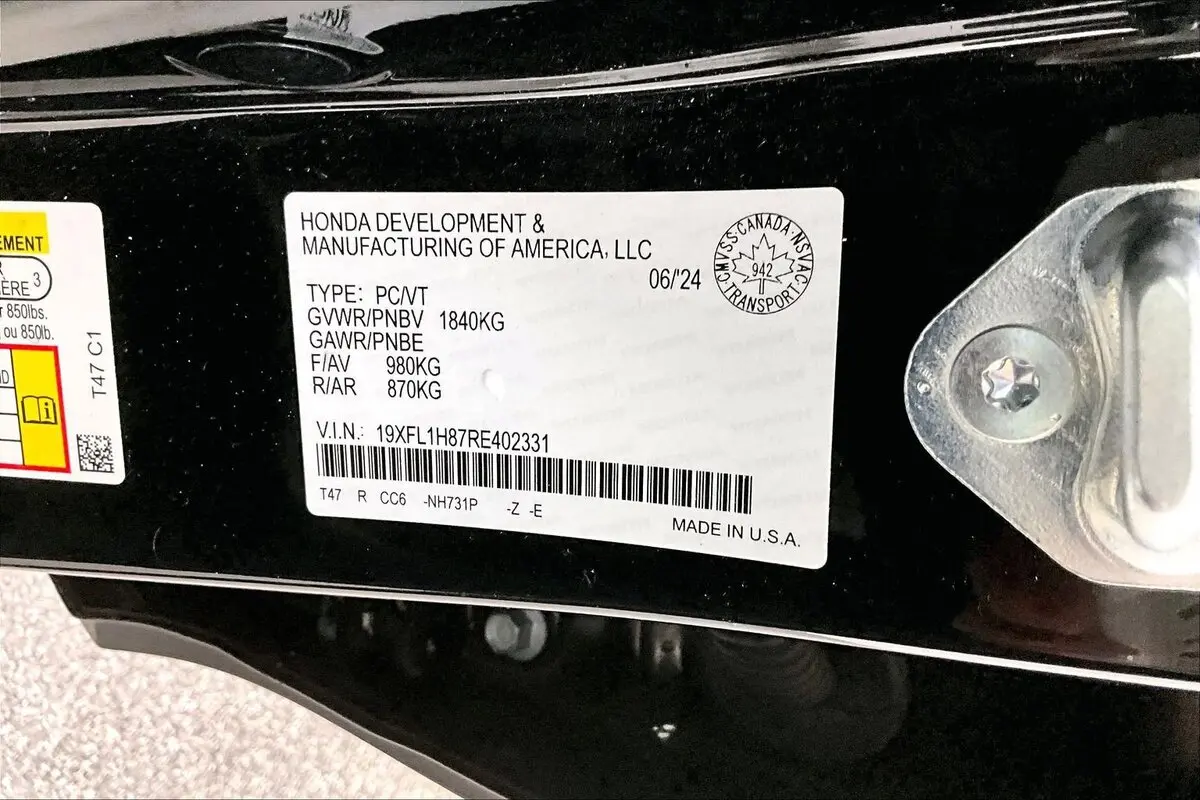 EMENT
ÈRE 3
850lbs.
ou 850lb.
T47 C1
HONDA DEVELOPMENT &
MANUFACTURING OF AMERICA, LLC
06/'24
CMVSS·CANADA·NSVAC·TRANSPORT·
942
TYPE: PC/VT
GVWR/PNBV 1840KG
GAWR/PNBE
F/AV 980KG
R/AR 870KG
V.I.N.: 19XFL1H87RE402331
T47 R CC6 -NH731P -Z -E
MADE IN U.S.A.